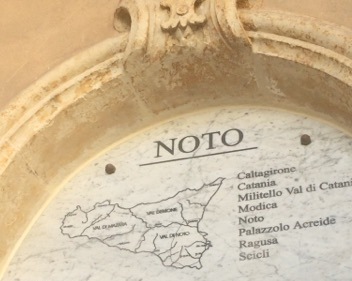 NOTO
Caltagirone
Catania
Militello Val di Catani
Modica
Noto
Palazzolo Acreide
Ragusa
Scicli
VAL DEMONE
VAL DI MAZARA
VAL DI NOTO